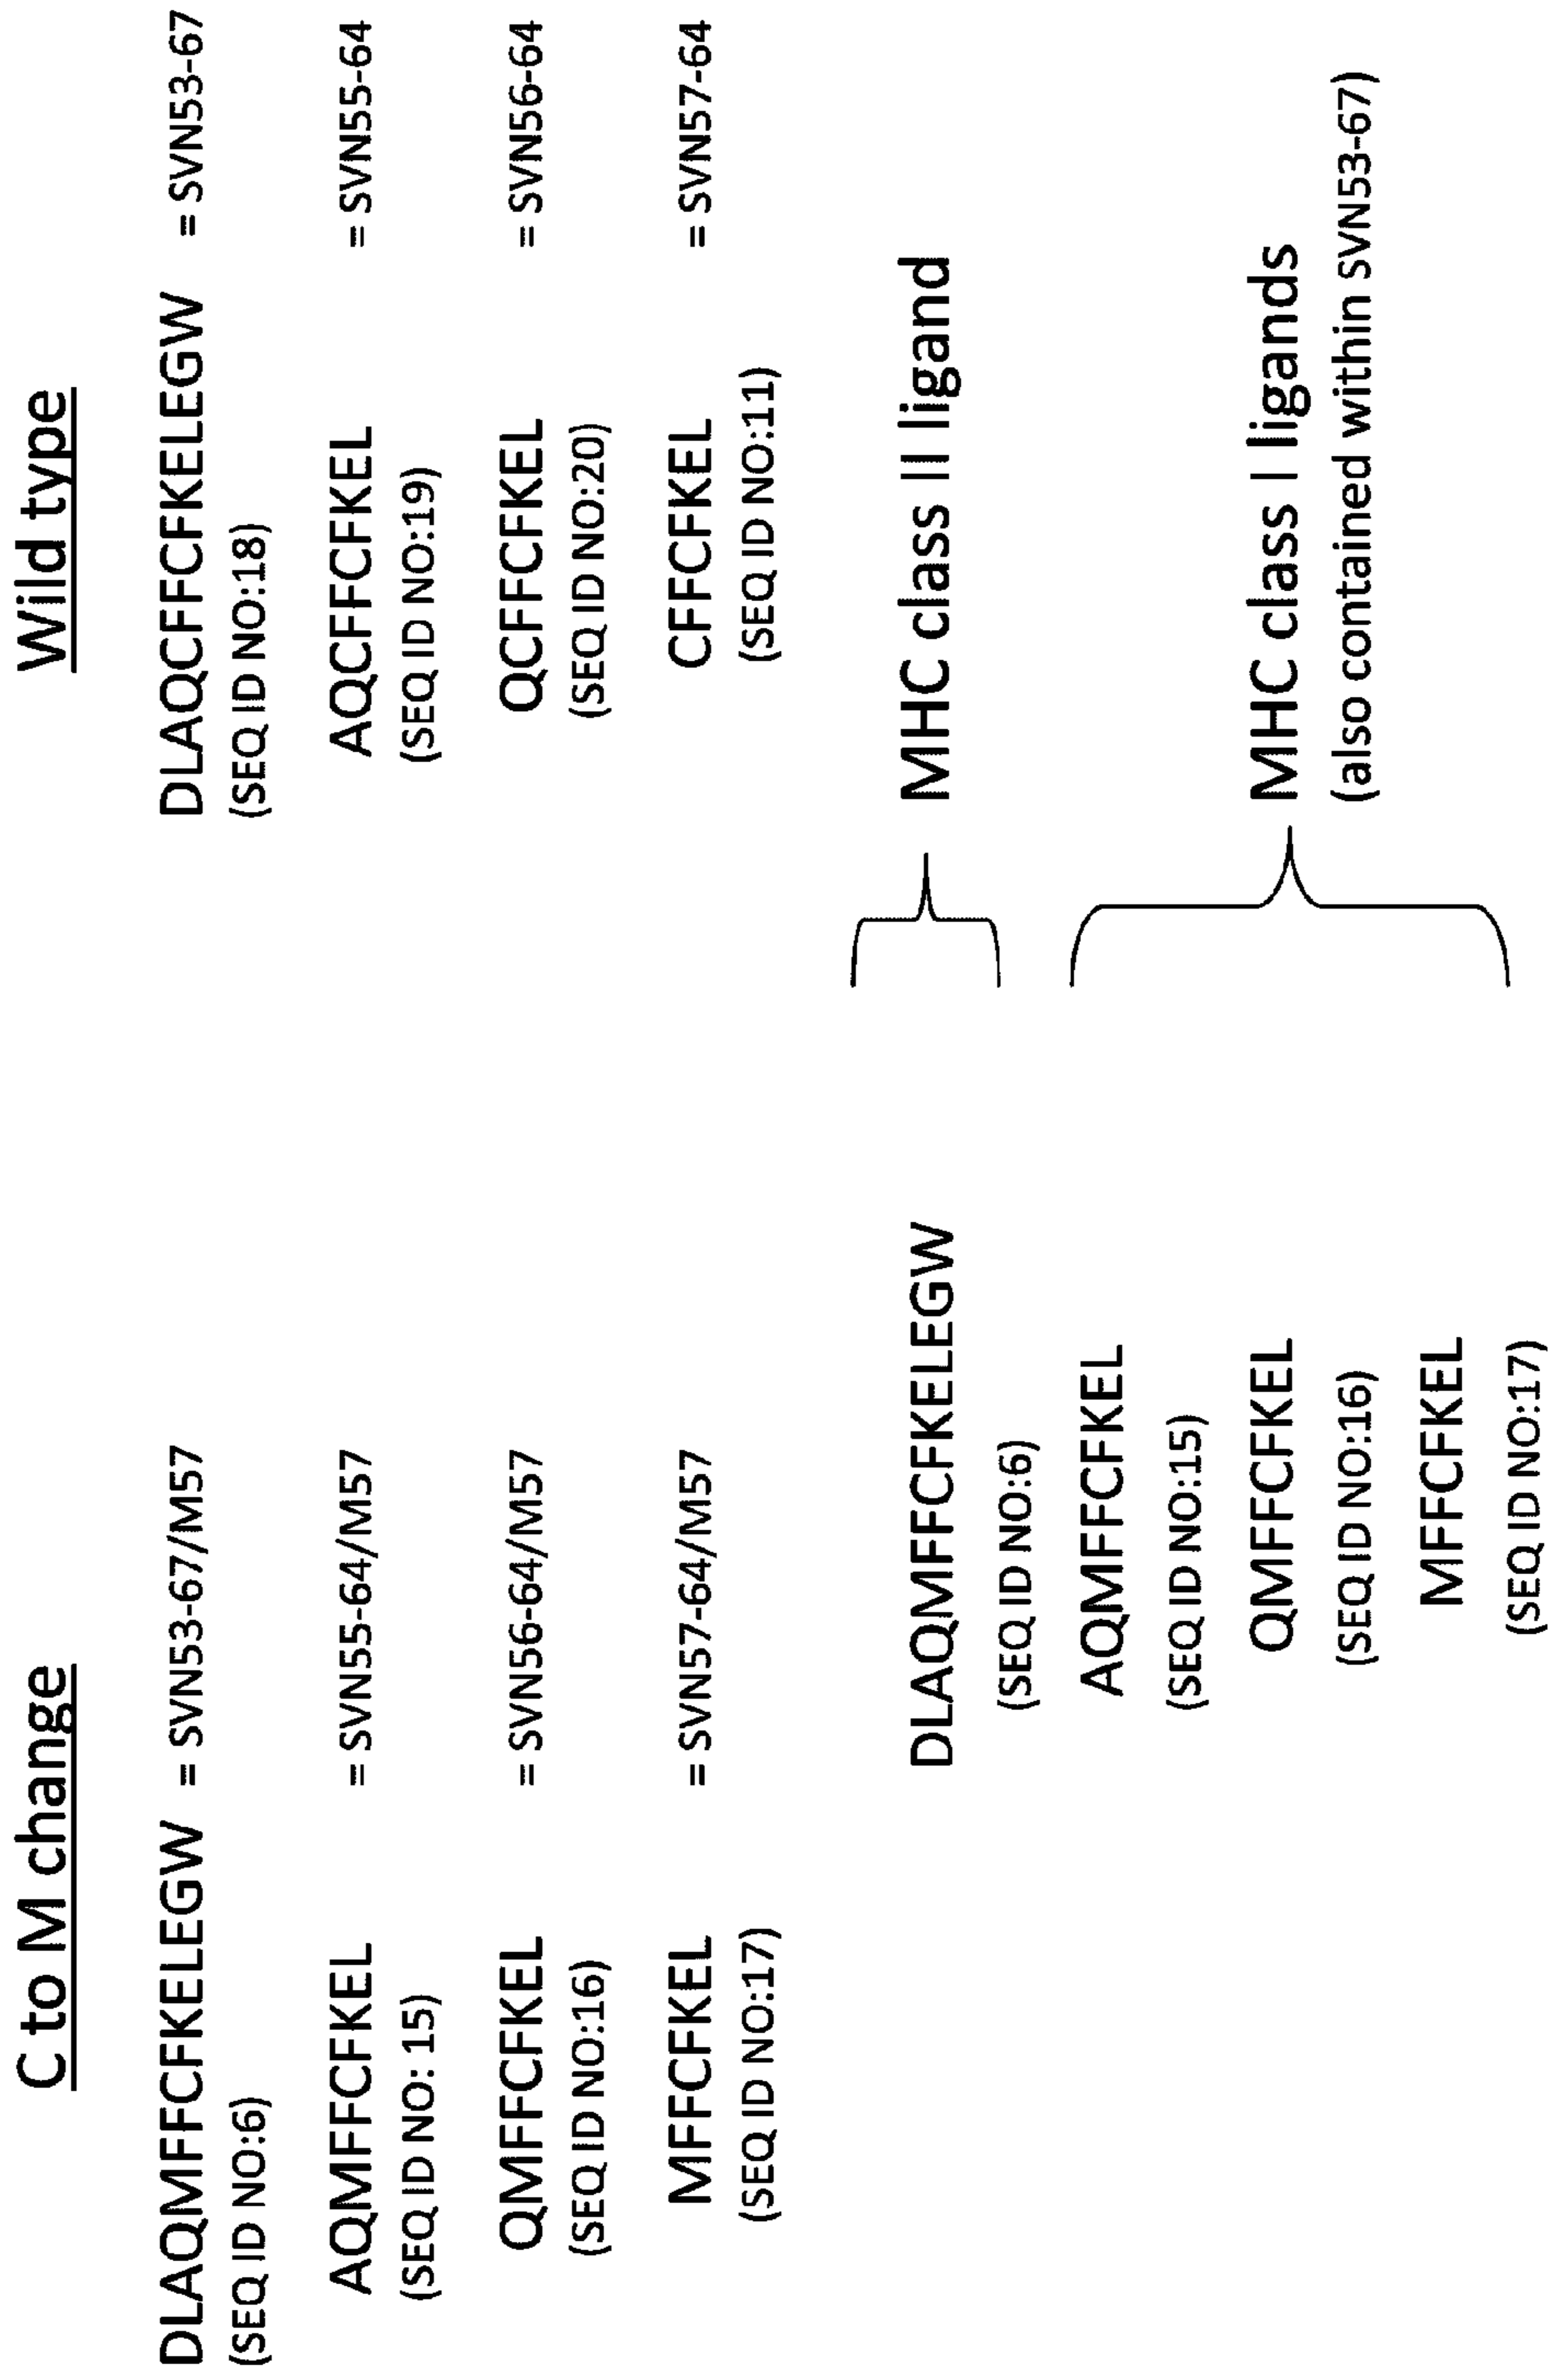 C to M change
Wild type
DLAQMFFCFKELEGW = SVN53-67/M57
(SEQ ID NO:6)
DLAQCFFCFKELEGW = SVN53-67
(SEQ ID NO:18)
AQMFFCFKEL = SVN55-64/M57
(SEQ ID NO: 15)
AQCFFCFKEL = SVN55-64
(SEQ ID NO:19)
QMFFCFKEL = SVN56-64/M57
(SEQ ID NO:16)
QCFFCFKEL = SVN56-64
(SEQ ID NO:20)
MFFCFKEL = SVN57-64/M57
(SEQ ID NO:17)
CFFCFKEL = SVN57-64
(SEQ ID NO:11)
DLAQMFFCFKELEGW
(SEQ ID NO:6)
MHC class II ligand
AQMFFCFKEL
(SEQ ID NO:15)
QMFFCFKEL
(SEQ ID NO:16)
MFFCFKEL
(SEQ ID NO:17)
MHC class I ligands
(also contained within SVN53-67)